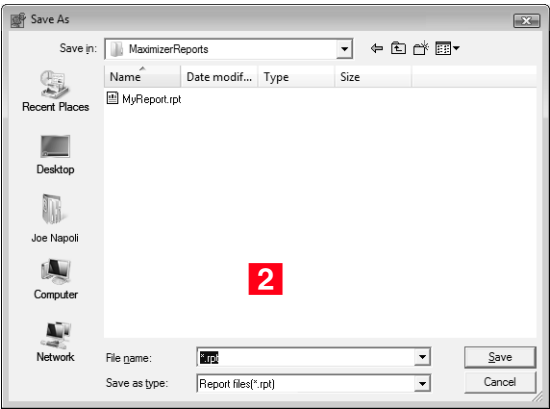 Save As
Save in: MaximizerReports
Name Date modif... Type Size
MyReport.rpt
Recent Places
Desktop
Joe Napoli
Computer
Network
2
File name: *.rpt Save
Save as type: Report files(*.rpt) Cancel